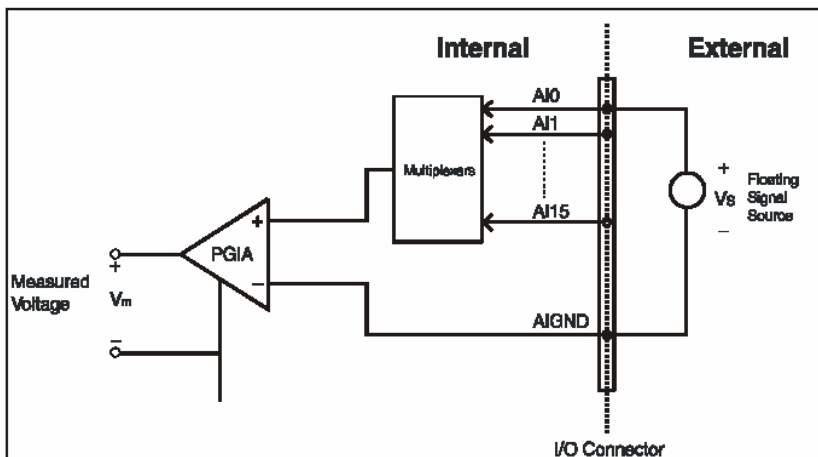 Internal
External
AI0
AI1
Multiplexers
AI15
+
Vs
−
Floating
Signal
Source
+
PGIA
−
Measured
Voltage
+
Vm
−
AIGND
I/O Connector